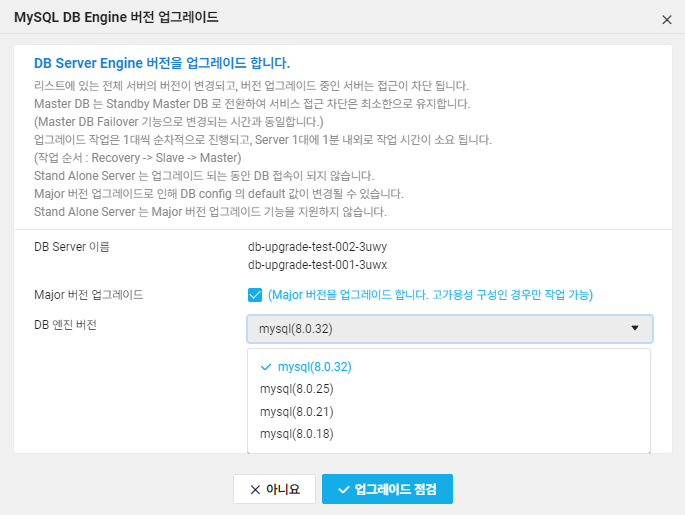 MySQL DB Engine 버전 업그레이드
DB Server Engine 버전을 업그레이드 합니다.
리스트에 있는 전체 서버의 버전이 변경되고, 버전 업그레이드 중인 서버는 접근이 차단 됩니다.
Master DB 는 Standby Master DB 로 전환하여 서비스 접근 차단은 최소한으로 유지합니다.
(Master DB Failover 기능으로 변경되는 시간과 동일합니다.)
업그레이드 작업은 1대씩 순차적으로 진행되고, Server 1대에 1분 내외로 작업 시간이 소요 됩니다.
(작업 순서 : Recovery -> Slave -> Master)
Stand Alone Server 는 업그레이드 되는 동안 DB 접속이 되지 않습니다.
Major 버전 업그레이드로 인해 DB config 의 default 값이 변경될 수 있습니다.
Stand Alone Server 는 Major 버전 업그레이드 기능을 지원하지 않습니다.
DB Server 이름
db-upgrade-test-002-3uwy
db-upgrade-test-001-3uwx
Major 버전 업그레이드
(Major 버전을 업그레이드 합니다. 고가용성 구성인 경우만 작업 가능)
DB 엔진 버전
mysql(8.0.32)
mysql(8.0.32)
mysql(8.0.25)
mysql(8.0.21)
mysql(8.0.18)
아니요
업그레이드 점검